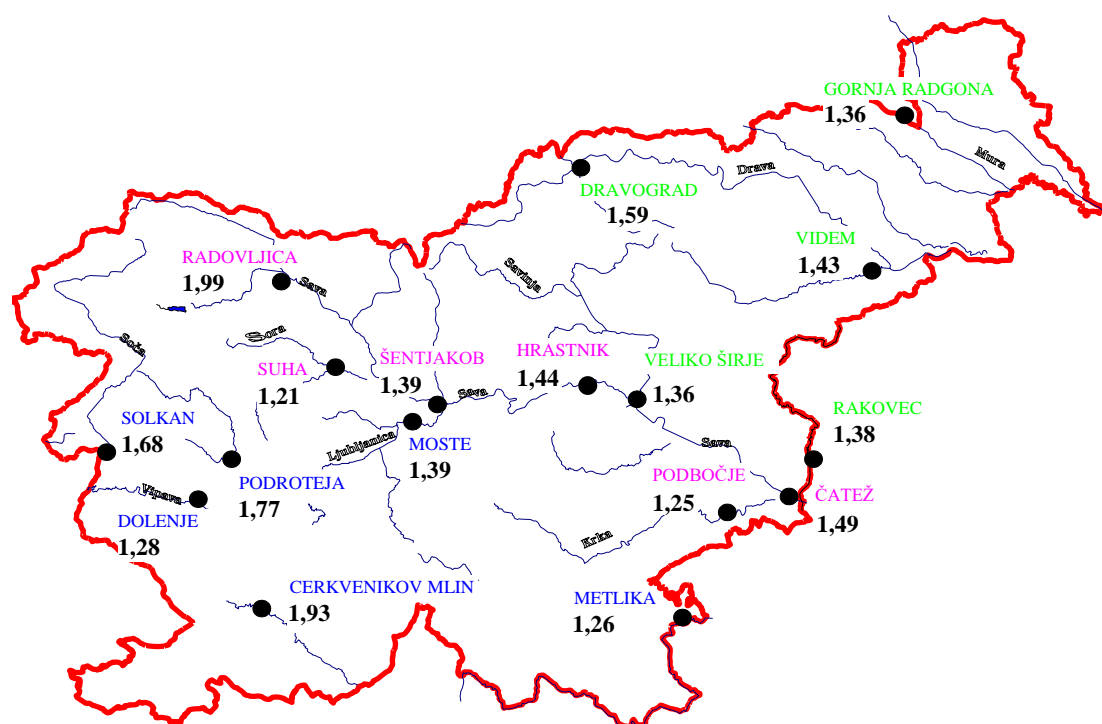 GORNJA RADGONA
1,36
Mura
Drava
DRAVOGRAD
1,59
VIDEM
1,43
RADOVLJICA
1,99
Sava
Savinja
Soča
Sora
SUHA
1,21
ŠENTJAKOB
1,39
Sava
HRASTNIK
1,44
VELIKO ŠIRJE
1,36
RAKOVEC
1,38
SOLKAN
1,68
Ljubljanica
MOSTE
1,39
Sava
PODROTEJA
1,77
Vipava
DOLENJE
1,28
PODBOČJE
1,25
ČATEŽ
1,49
Krka
CERKVENIKOV MLIN
1,93
METLIKA
1,26